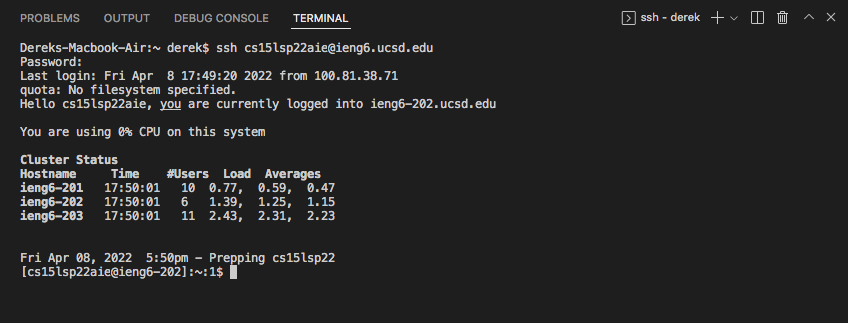 PROBLEMS OUTPUT DEBUG CONSOLE TERMINAL ssh - derek
Dereks-Macbook-Air:~ derek$ ssh cs15lsp22aie@ieng6.ucsd.edu
Password:
Last login: Fri Apr  8 17:49:20 2022 from 100.81.38.71
quota: No filesystem specified.
Hello cs15lsp22aie, you are currently logged into ieng6-202.ucsd.edu
You are using 0% CPU on this system
Cluster Status
Hostname     Time    #Users  Load  Averages
ieng6-201   17:50:01   10  0.77,  0.59,  0.47
ieng6-202   17:50:01   6   1.39,  1.25,  1.15
ieng6-203   17:50:01   11  2.43,  2.31,  2.23
Fri Apr 08, 2022  5:50pm - Prepping cs15lsp22
[cs15lsp22aie@ieng6-202]:~:1$